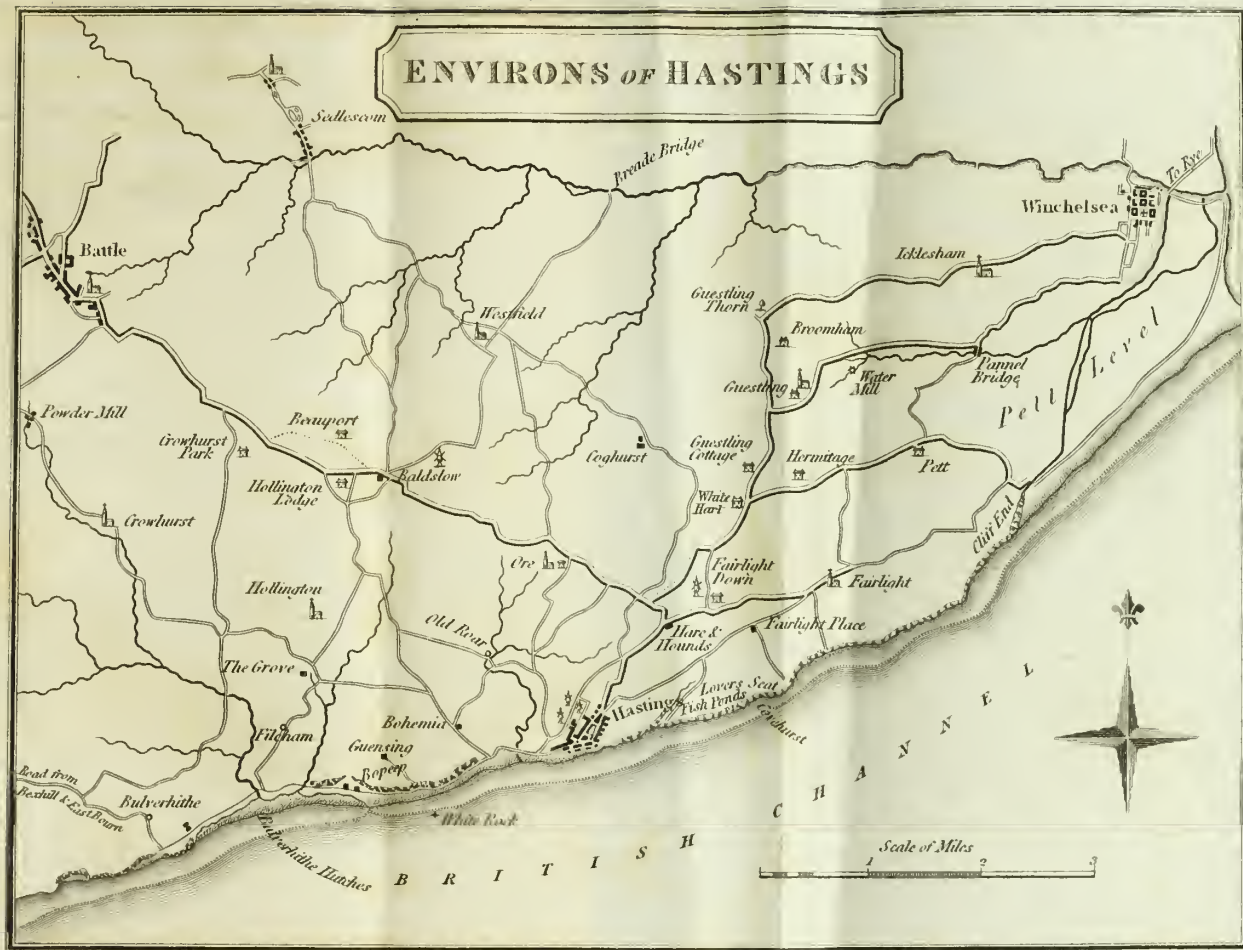 ENVIRONS OF HASTINGS
Sedlescom
Breade Bridge
To Rye
Winchelsea
Battle
Icklesham
Guestling
Thorn
Westfield
Broomham
Pannel
Bridge
Water
Mill
Guestling
Pett Level
Powder Mill
Beauport
Crowhurst
Park
Coghurst
Guestling
Cottage
Hermitage
Pett
Baldslow
Hollington
Lodge
White
Hart
Crowhurst
Cliff End
Ore
Fairlight
Down
Fairlight
Hollington
Old Roar
Hare &
Hounds
Fairlight Place
The Grove
Lovers Seat
Fish Ponds
Hastings
Covehurst
Bohemia
Filsham
Guensing
Bopeep
Road from
Bexhill & East Bourn
Bulverhithe
White Rock
Bulverhithe Hutches
BRITISH CHANNEL
Scale of Miles
1 2 3